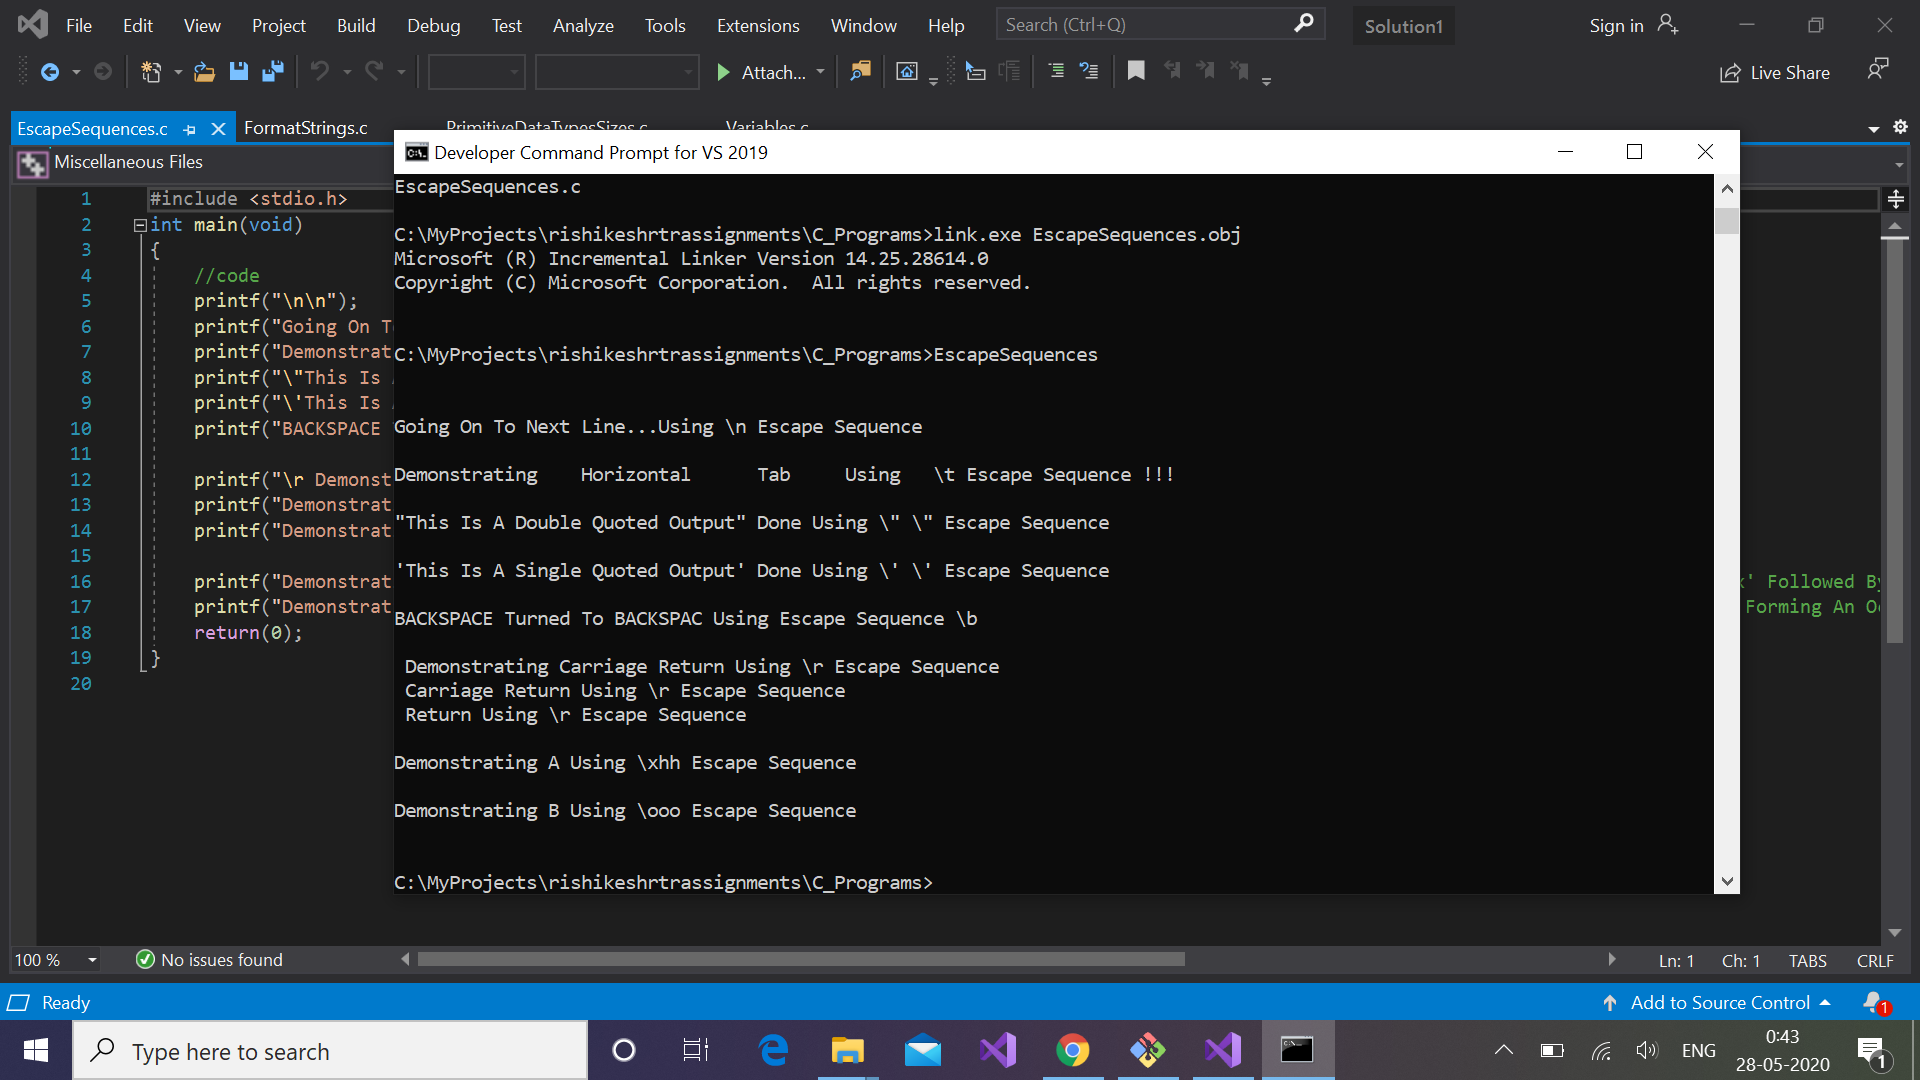 File Edit View Project Build Debug Test Analyze Tools Extensions Window Help Search (Ctrl+Q) Solution1 Sign in
Attach... Live Share
EscapeSequences.c FormatStrings.c PrimitiveDataTypesSizes.c Variables.c
Miscellaneous Files
1 #include <stdio.h>
2 int main(void)
3 {
4 //code
5 printf("\n\n");
6 printf("Going On T
7 printf("Demonstrat
8 printf("\"This Is
9 printf("\'This Is
10 printf("BACKSPACE
11
12 printf("\r Demonst
13 printf("Demonstrat
14 printf("Demonstrat
15
16 printf("Demonstrat ' Followed By
17 printf("Demonstrat Forming An O
18 return(0);
19 }
20
Developer Command Prompt for VS 2019
EscapeSequences.c
C:\MyProjects\rishikeshrtrassignments\C_Programs>link.exe EscapeSequences.obj
Microsoft (R) Incremental Linker Version 14.25.28614.0
Copyright (C) Microsoft Corporation.  All rights reserved.
C:\MyProjects\rishikeshrtrassignments\C_Programs>EscapeSequences
Going On To Next Line...Using \n Escape Sequence
Demonstrating    Horizontal      Tab     Using   \t Escape Sequence !!!
"This Is A Double Quoted Output" Done Using \" \" Escape Sequence
'This Is A Single Quoted Output' Done Using \' \' Escape Sequence
BACKSPACE Turned To BACKSPAC Using Escape Sequence \b
Demonstrating Carriage Return Using \r Escape Sequence
Carriage Return Using \r Escape Sequence
Return Using \r Escape Sequence
Demonstrating A Using \xhh Escape Sequence
Demonstrating B Using \ooo Escape Sequence
C:\MyProjects\rishikeshrtrassignments\C_Programs>
100 % No issues found Ln: 1 Ch: 1 TABS CRLF
Ready Add to Source Control 1
Type here to search ENG 0:43
28-05-2020 1